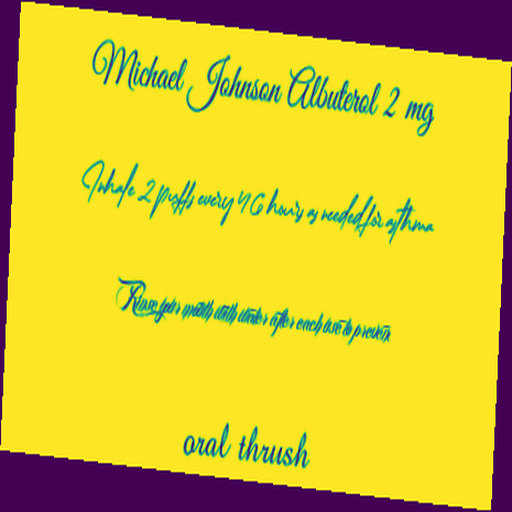 Michael Johnson Albuterol 2 mg
Inhale 2 puffs every 4 6 hours as needed for asthma
Rinse your mouth with water after each use to prevent
oral thrush